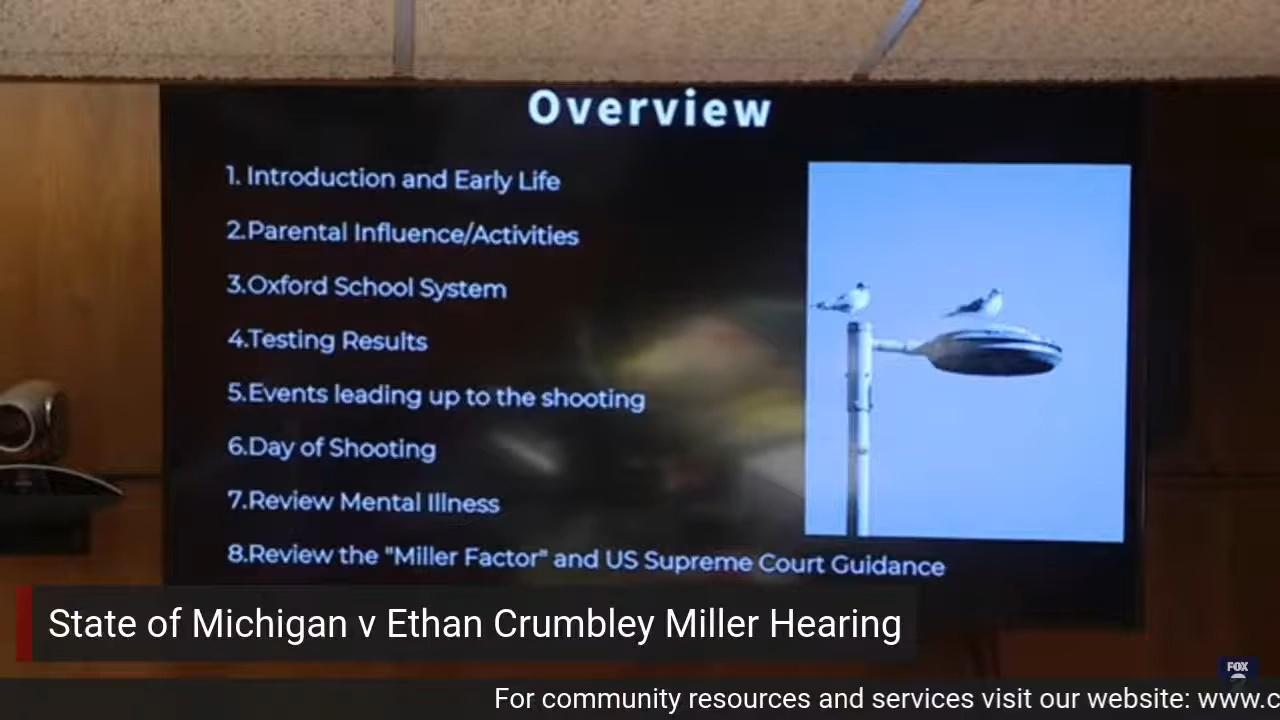 Overview
1. Introduction and Early Life
2.Parental Influence/Activities
3.Oxford School System
4.Testing Results
5.Events leading up to the shooting
6.Day of Shooting
7.Review Mental Illness
8.Review the "Miller Factor" and US Supreme Court Guidance
State of Michigan v Ethan Crumbley Miller Hearing
FOX
For community resources and services visit our website: www.c